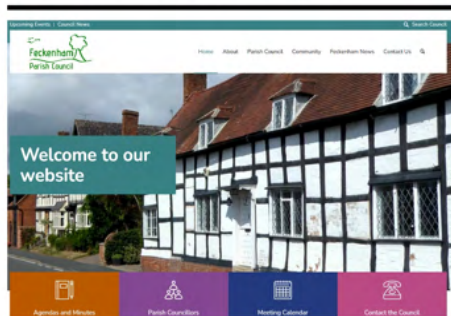 Upcoming Events | Council News
Search Council
Feckenham
Parish Council
Home About Parish Council Community Feckenham News Contact Us
Welcome to our
website
Agendas and Minutes
Parish Councillors
Meeting Calendar
Contact the Council